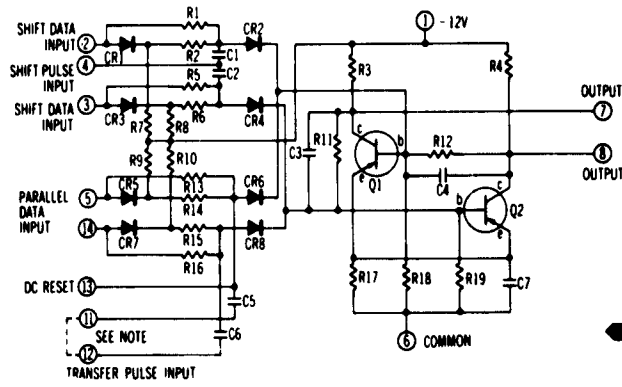 SHIFT DATA
INPUT 2
R1
CR1
R2
CR2
C1
SHIFT PULSE
INPUT 4
C2
R5
SHIFT DATA
INPUT 3
CR3
R6
CR4
R7
R8
R9
R10
PARALLEL
DATA
INPUT
5
CR5
R13
CR6
R14
14
CR7
R15
CR8
R16
DC RESET 13
C5
11
SEE NOTE
C6
12
TRANSFER PULSE INPUT
1 - 12V
R3
R4
OUTPUT
7
R11
C3
c
b
R12
8
OUTPUT
e
Q1
C4
c
b
Q2
e
R17
R18
R19
C7
6 COMMON